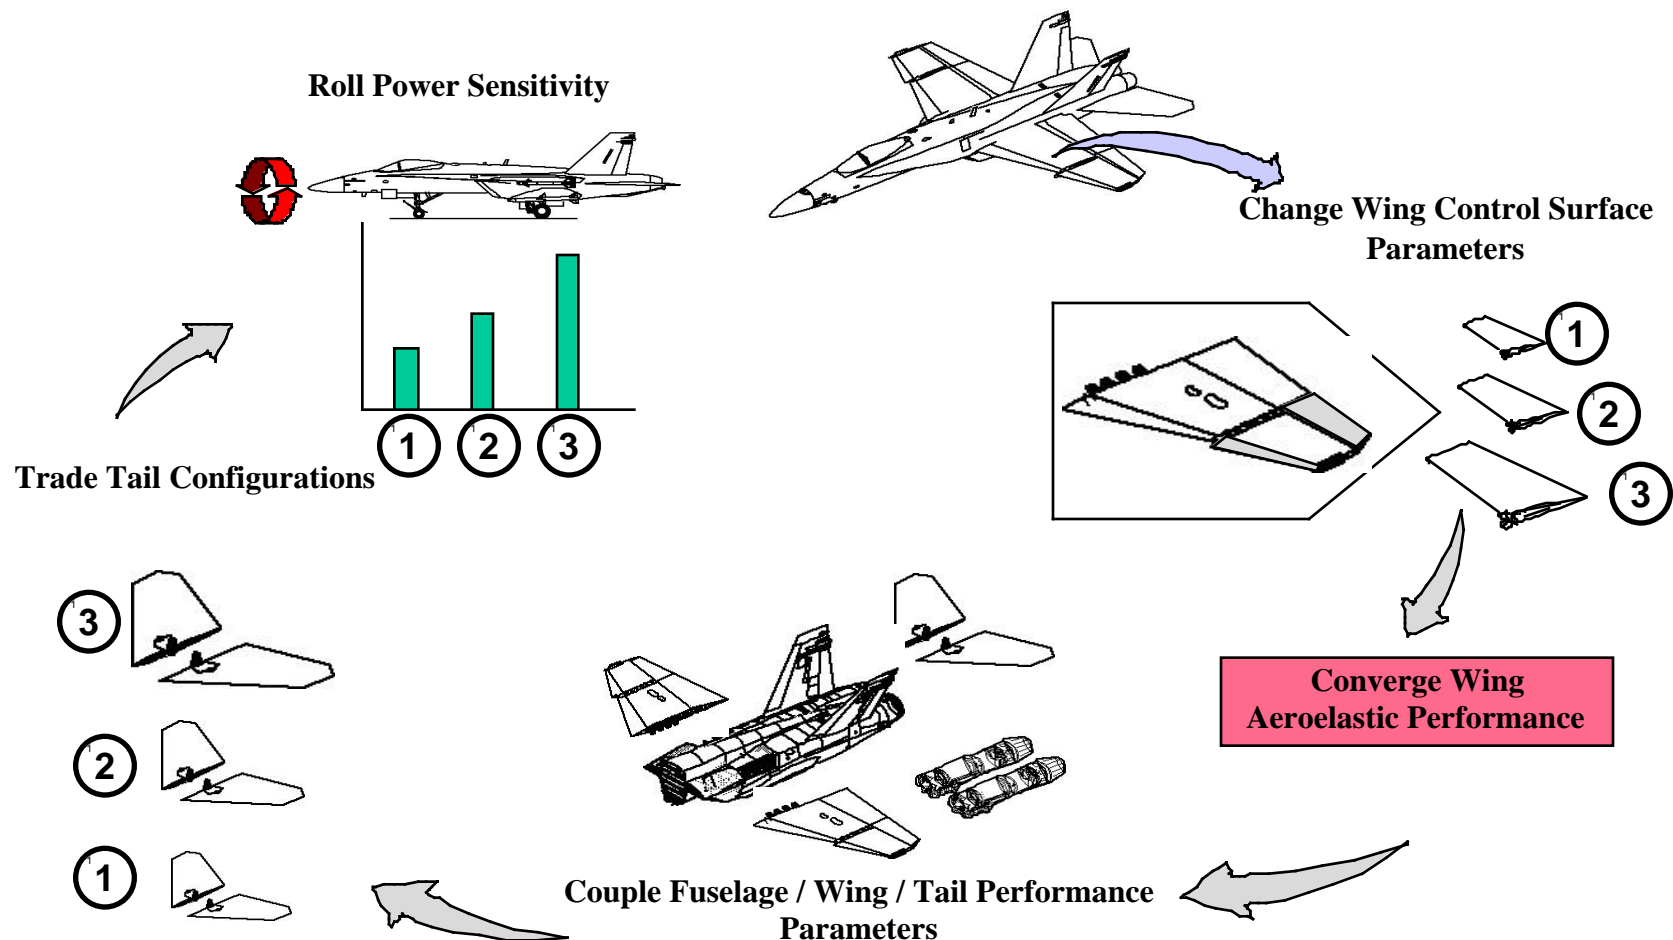 Roll Power Sensitivity
Change Wing Control Surface
Parameters
1
2
3
1
2
3
Trade Tail Configurations
3
2
1
Converge Wing
Aeroelastic Performance
Couple Fuselage / Wing / Tail Performance
Parameters